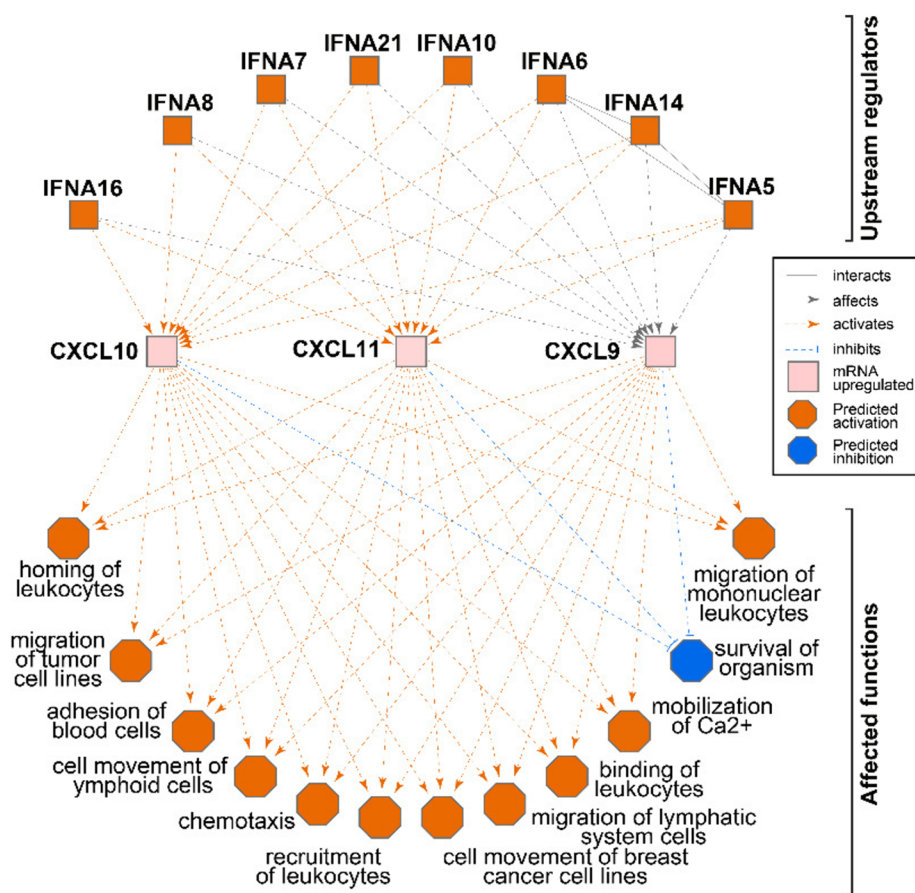 IFNA21
IFNA10
IFNA7
IFNA6
IFNA8
IFNA14
IFNA16
IFNA5
Upstream regulators
interacts
affects
activates
inhibits
mRNA
upregulated
Predicted
activation
Predicted
inhibition
CXCL10
CXCL11
CXCL9
homing of
leukocytes
migration of
mononuclear
leukocytes
migration
of tumor
cell lines
survival of
organism
adhesion of
blood cells
mobilization
of Ca2+
cell movement of
ymphoid cells
binding of
leukocytes
chemotaxis
migration of lymphatic
system cells
recruitment
of leukocytes
cell movement of breast
cancer cell lines
Affected functions